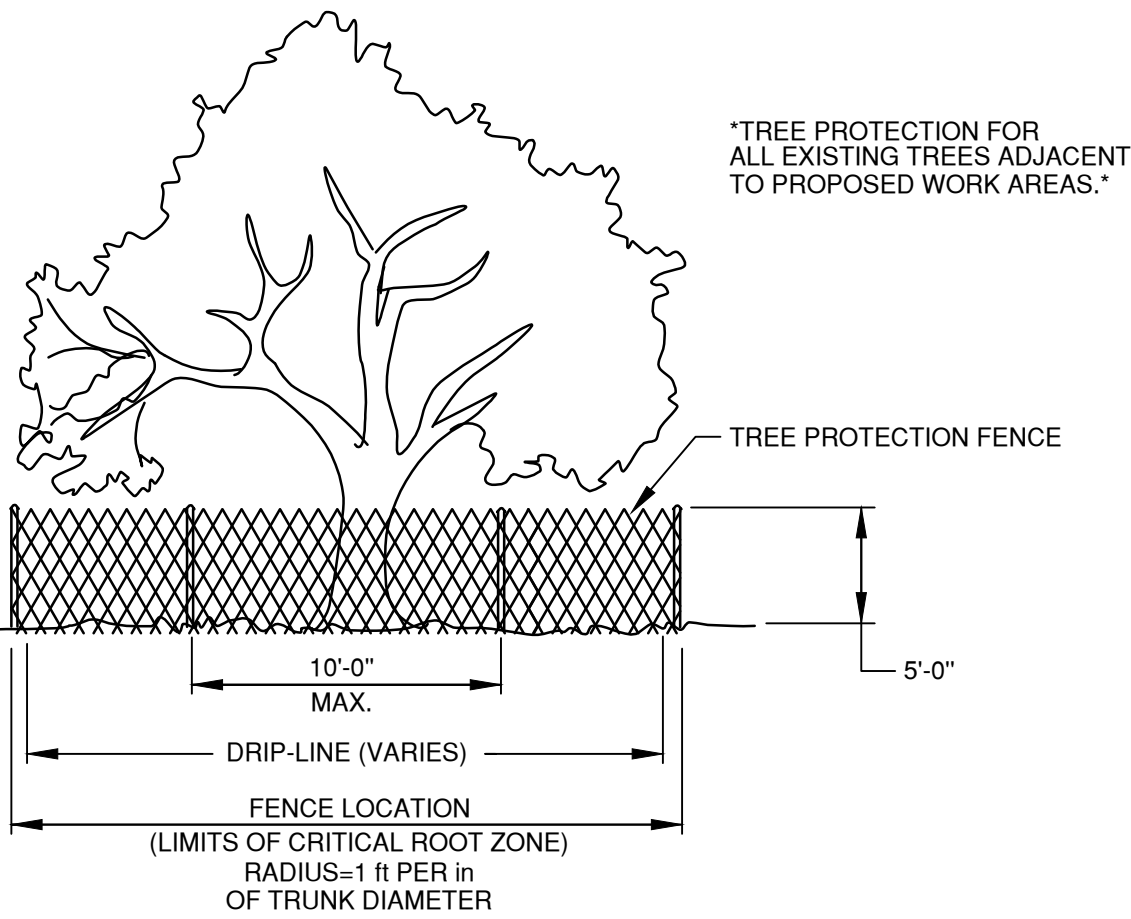 *TREE PROTECTION FOR
ALL EXISTING TREES ADJACENT
TO PROPOSED WORK AREAS.*
TREE PROTECTION FENCE
5'-0"
10'-0"
MAX.
DRIP-LINE (VARIES)
FENCE LOCATION
(LIMITS OF CRITICAL ROOT ZONE)
RADIUS=1 ft PER in
OF TRUNK DIAMETER